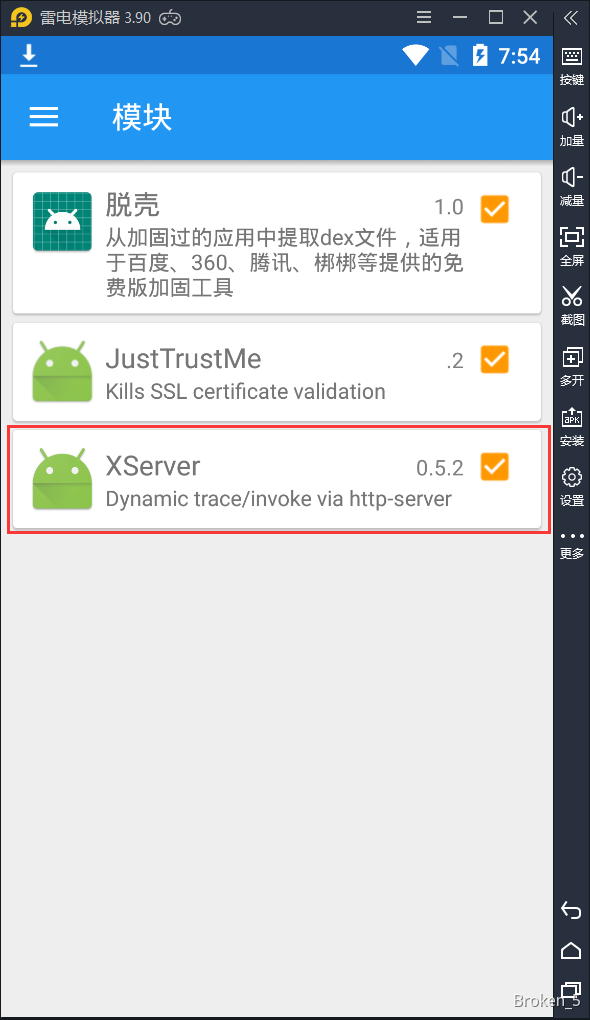 雷电模拟器 3.90
7:54
模块
脱壳
1.0
从加固过的应用中提取dex文件，适用
于百度、360、腾讯、梆梆等提供的免
费版加固工具
JustTrustMe
.2
Kills SSL certificate validation
XServer
0.5.2
Dynamic trace/invoke via http-server
按键
加量
减量
全屏
截图
多开
APK
安装
设置
更多
Broken_5